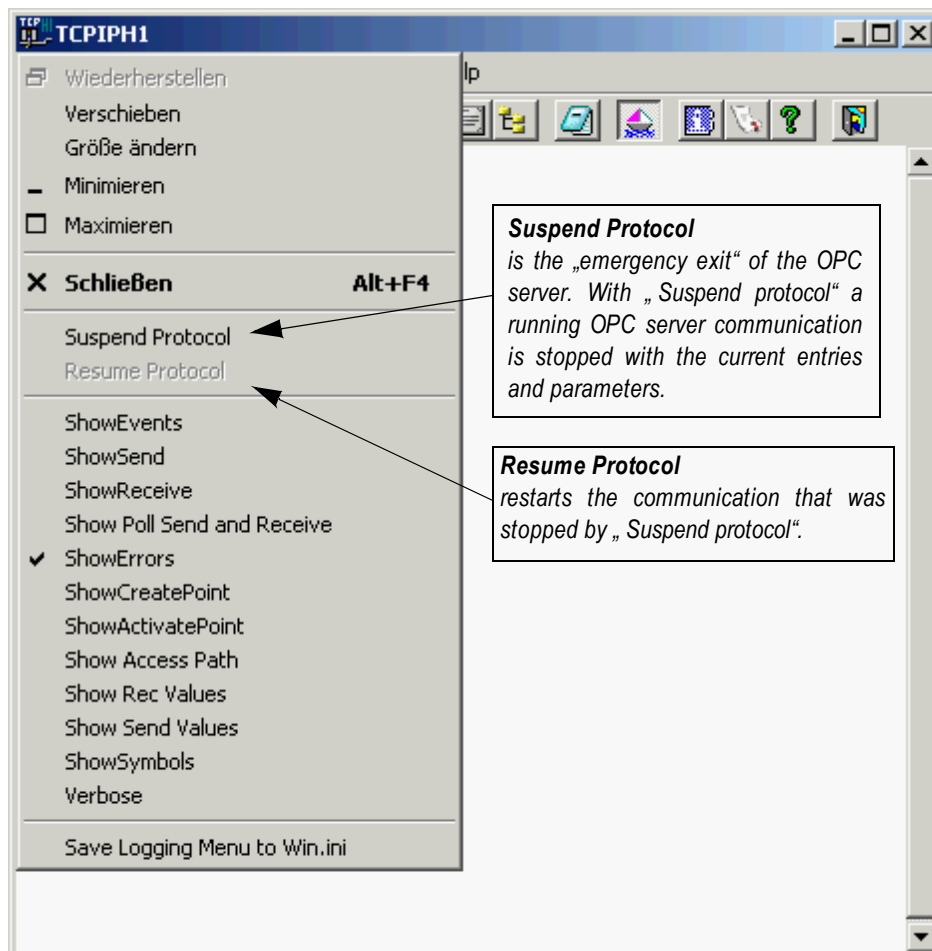 TCPIPH1
lp
Wiederherstellen
Verschieben
Größe ändern
Minimieren
Maximieren
Schließen Alt+F4
Suspend Protocol
Resume Protocol
ShowEvents
ShowSend
ShowReceive
Show Poll Send and Receive
ShowErrors
ShowCreatePoint
ShowActivatePoint
Show Access Path
Show Rec Values
Show Send Values
ShowSymbols
Verbose
Save Logging Menu to Win.ini
Suspend Protocol
is the „emergency exit“ of the OPC
server. With „ Suspend protocol“ a
running OPC server communication
is stopped with the current entries
and parameters.
Resume Protocol
restarts the communication that was
stopped by „ Suspend protocol“.